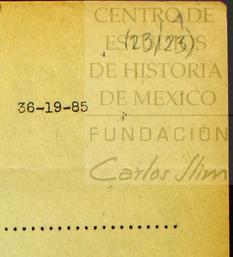 CENTRO DE
ESTUDIOS
(23/23)
DE HISTORIA
DE MEXICO
36-19-85
FUNDACIÓN
Carlos Slim
...................